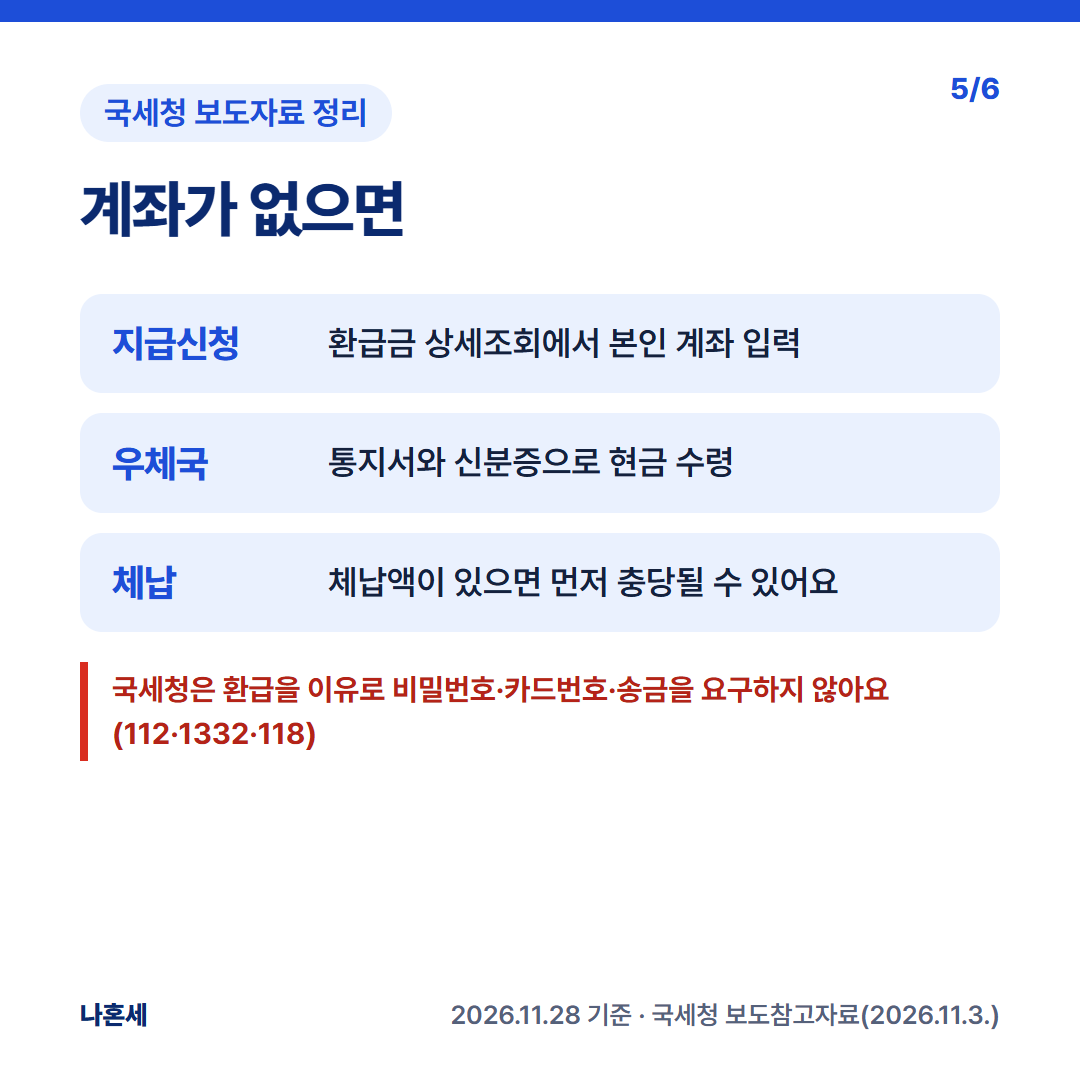 국세청 보도자료 정리
5/6
계좌가 없으면
지급신청 환급금 상세조회에서 본인 계좌 입력
우체국 통지서와 신분증으로 현금 수령
체납 체납액이 있으면 먼저 충당될 수 있어요
국세청은 환급을 이유로 비밀번호·카드번호·송금을 요구하지 않아요
(112·1332·118)
나혼세
2026.11.28 기준 · 국세청 보도참고자료(2026.11.3.)